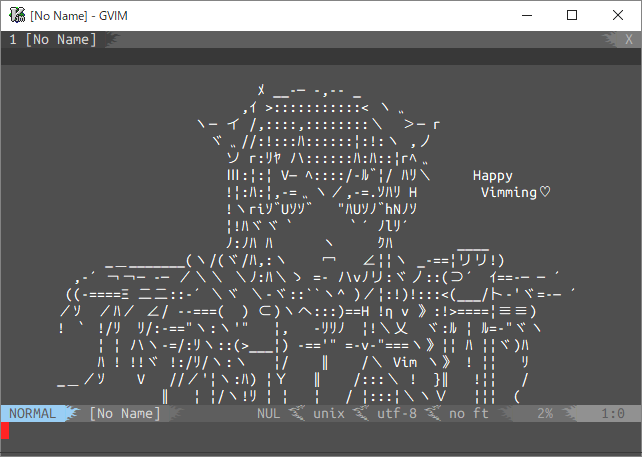 [No Name] - GVIM
1 [No Name] X
Happy
Vimming♡
Vim
NORMAL [No Name] NUL unix utf-8 no ft 2% 1:0